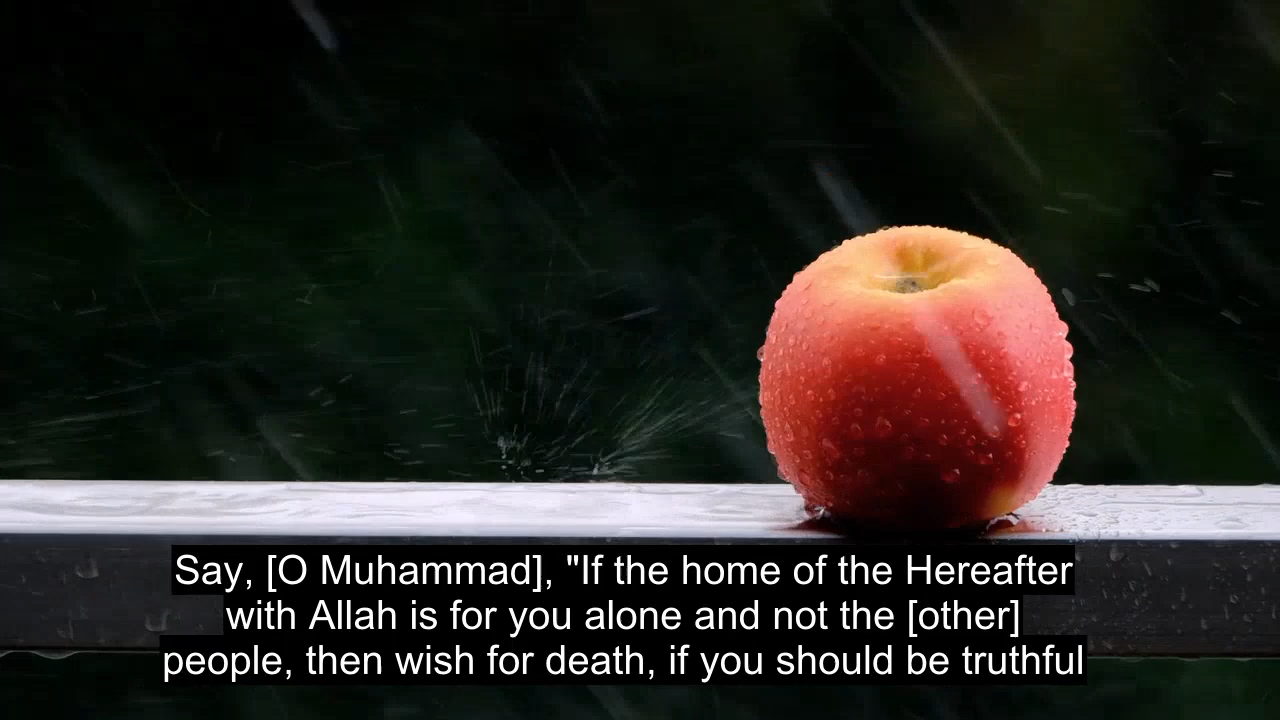 Say, [O Muhammad], "If the home of the Hereafter
with Allah is for you alone and not the [other]
people, then wish for death, if you should be truthful